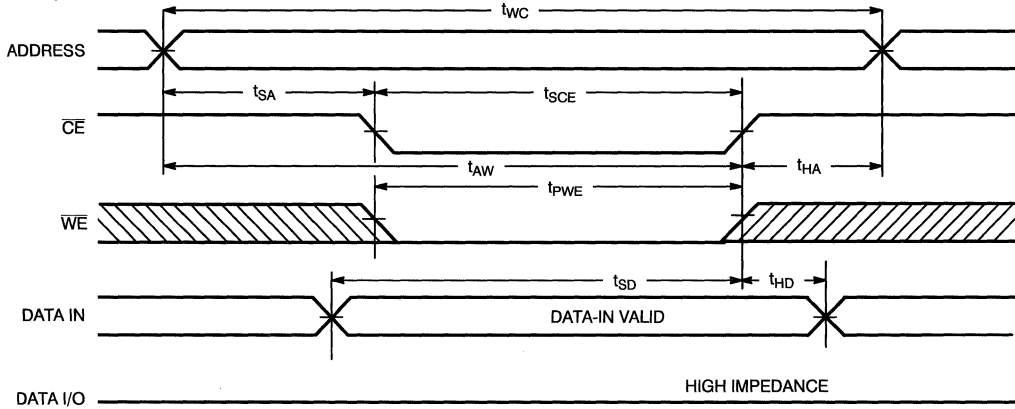 tWC
ADDRESS
tSA
tSCE
CE
tAW
tHA
tPWE
WE
tSD
tHD
DATA IN
DATA-IN VALID
HIGH IMPEDANCE
DATA I/O